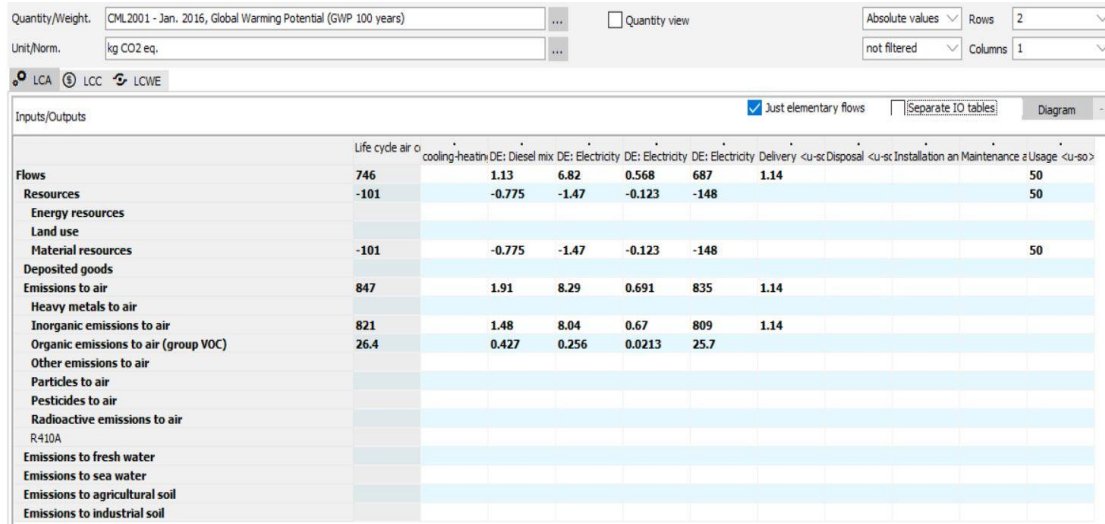 Quantity/Weight. CML2001 - Jan. 2016, Global Warming Potential (GWP 100 years) ... Quantity view Absolute values Rows 2
Unit/Norm. kg CO2 eq. ... not filtered Columns 1
LCA LCC LCWE
Inputs/Outputs Just elementary flows Separate IO tables Diagram
Life cycle air c cooling-heatin DE: Diesel mix DE: Electricity DE: Electricity DE: Electricity Delivery <u-sc Disposal <u-sc Installation an Maintenance a Usage <u-so>
Flows 746 1.13 6.82 0.568 687 1.14 50
Resources -101 -0.775 -1.47 -0.123 -148 50
Energy resources
Land use
Material resources -101 -0.775 -1.47 -0.123 -148 50
Deposited goods
Emissions to air 847 1.91 8.29 0.691 835 1.14
Heavy metals to air
Inorganic emissions to air 821 1.48 8.04 0.67 809 1.14
Organic emissions to air (group VOC) 26.4 0.427 0.256 0.0213 25.7
Other emissions to air
Particles to air
Pesticides to air
Radioactive emissions to air
R410A
Emissions to fresh water
Emissions to sea water
Emissions to agricultural soil
Emissions to industrial soil